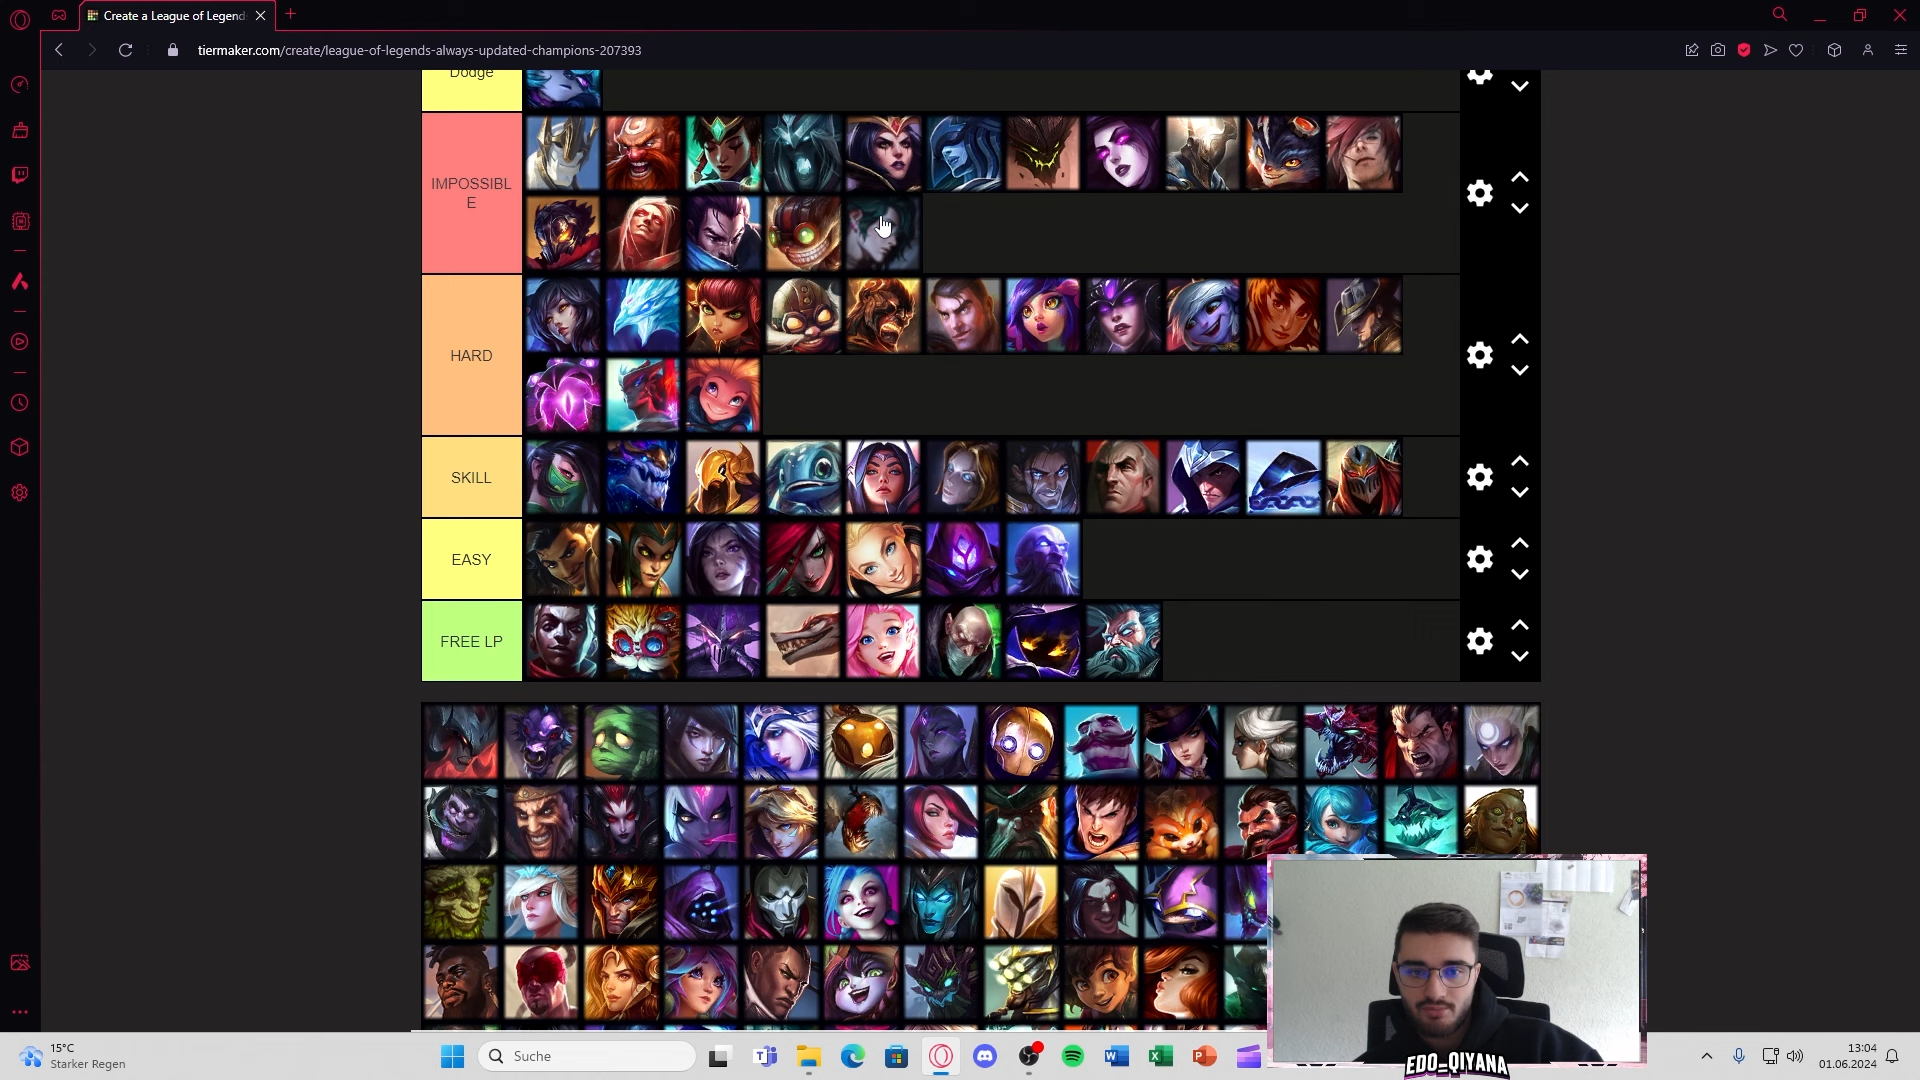 Create a League of Legend
tiermaker.com/create/league-of-legends-always-updated-champions-207393
Dodge
IMPOSSIBL
E
HARD
SKILL
EASY
FREE LP
EDO_QIYANA
15°C
Starker Regen
Suche
13:04
01.06.2024